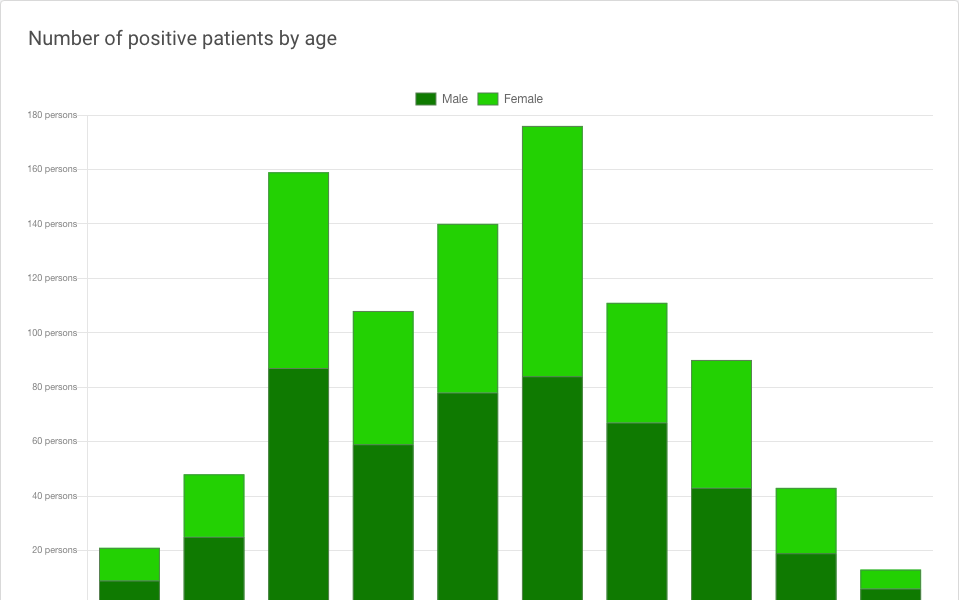 Number of positive patients by age
Male Female
180 persons
160 persons
140 persons
120 persons
100 persons
80 persons
60 persons
40 persons
20 persons